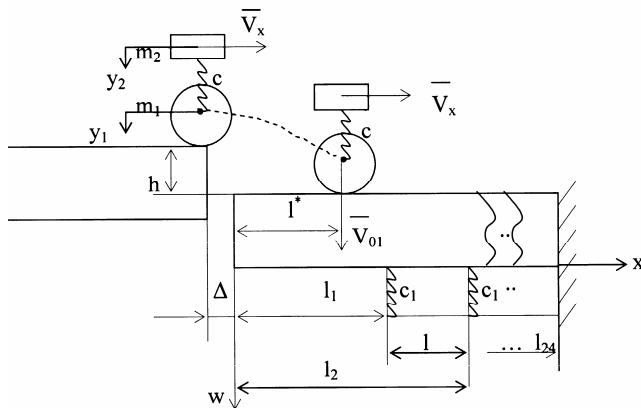 V̅ₓ
m₂
y₂
c
m₁
y₁
V̅ₓ
c
h
l*
V̅₀₁
..
x
Δ
l₁
c₁
c₁ ..
l
... l₂₄
l₂
w